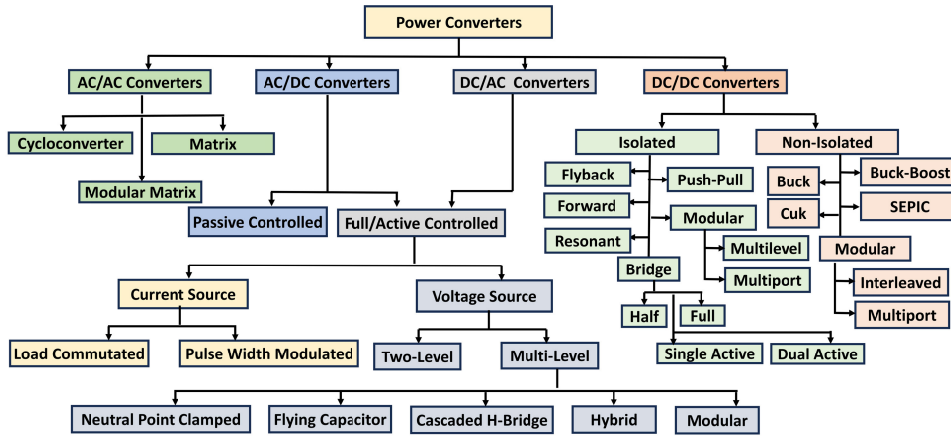 Power Converters
AC/AC Converters
AC/DC Converters
DC/AC Converters
DC/DC Converters
Cycloconverter
Matrix
Modular Matrix
Isolated
Non-Isolated
Flyback
Push-Pull
Forward
Modular
Resonant
Multilevel
Bridge
Multiport
Half
Full
Single Active
Dual Active
Buck
Buck-Boost
Cuk
SEPIC
Modular
Interleaved
Multiport
Passive Controlled
Full/Active Controlled
Current Source
Voltage Source
Load Commutated
Pulse Width Modulated
Two-Level
Multi-Level
Neutral Point Clamped
Flying Capacitor
Cascaded H-Bridge
Hybrid
Modular